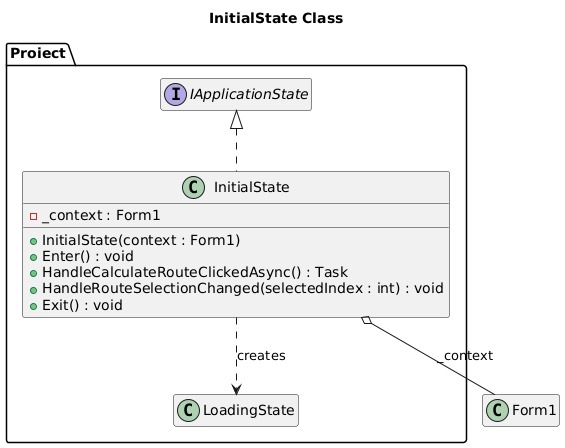 InitialState Class
Proiect
I IApplicationState
C InitialState
_context : Form1
InitialState(context : Form1)
Enter() : void
HandleCalculateRouteClickedAsync() : Task
HandleRouteSelectionChanged(selectedIndex : int) : void
Exit() : void
creates
_context
C LoadingState
C Form1